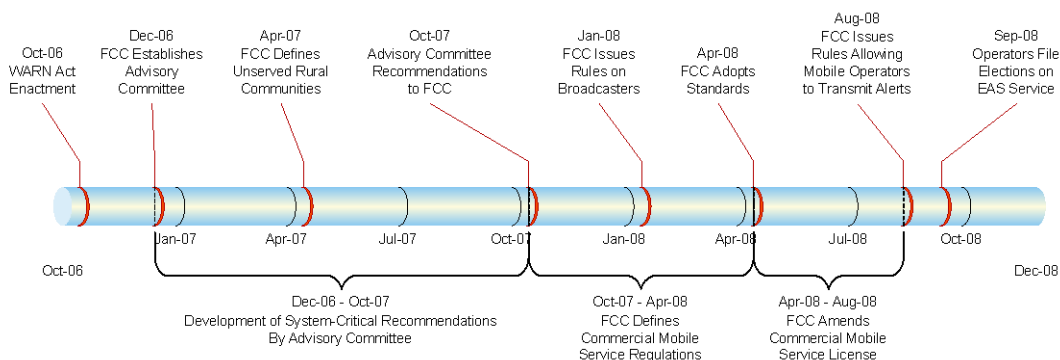 Oct-06
WARN Act
Enactment
Dec-06
FCC Establishes
Advisory
Committee
Apr-07
FCC Defines
Unserved Rural
Communities
Oct-07
Advisory Committee
Recommendations
to FCC
Jan-08
FCC Issues
Rules on
Broadcasters
Apr-08
FCC Adopts
Standards
Aug-08
FCC Issues
Rules Allowing
Mobile Operators
to Transmit Alerts
Sep-08
Operators File
Elections on
EAS Service
Jan-07
Apr-07
Jul-07
Oct-07
Jan-08
Apr-08
Jul-08
Oct-08
Oct-06
Dec-08
Dec-06 - Oct-07
Development of System-Critical Recommendations
By Advisory Committee
Oct-07 - Apr-08
FCC Defines
Commercial Mobile
Service Regulations
Apr-08 - Aug-08
FCC Amends
Commercial Mobile
Service License